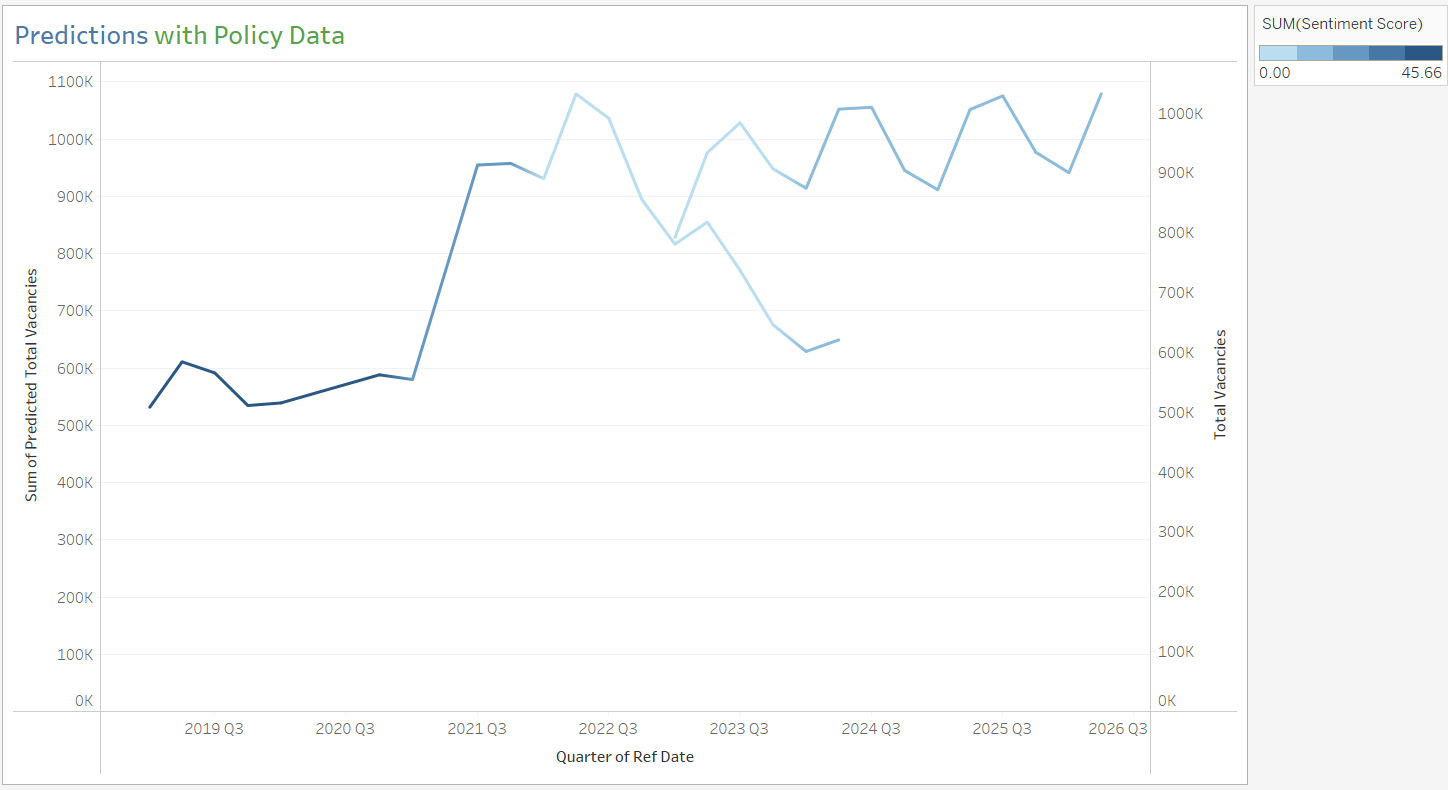 Predictions with Policy Data
SUM(Sentiment Score)
0.00 45.66
Sum of Predicted Total Vacancies
1100K
1000K
900K
800K
700K
600K
500K
400K
300K
200K
100K
0K
1000K
900K
800K
700K
600K
500K
400K
300K
200K
100K
0K
Total Vacancies
2019 Q3 2020 Q3 2021 Q3 2022 Q3 2023 Q3 2024 Q3 2025 Q3 2026 Q3
Quarter of Ref Date